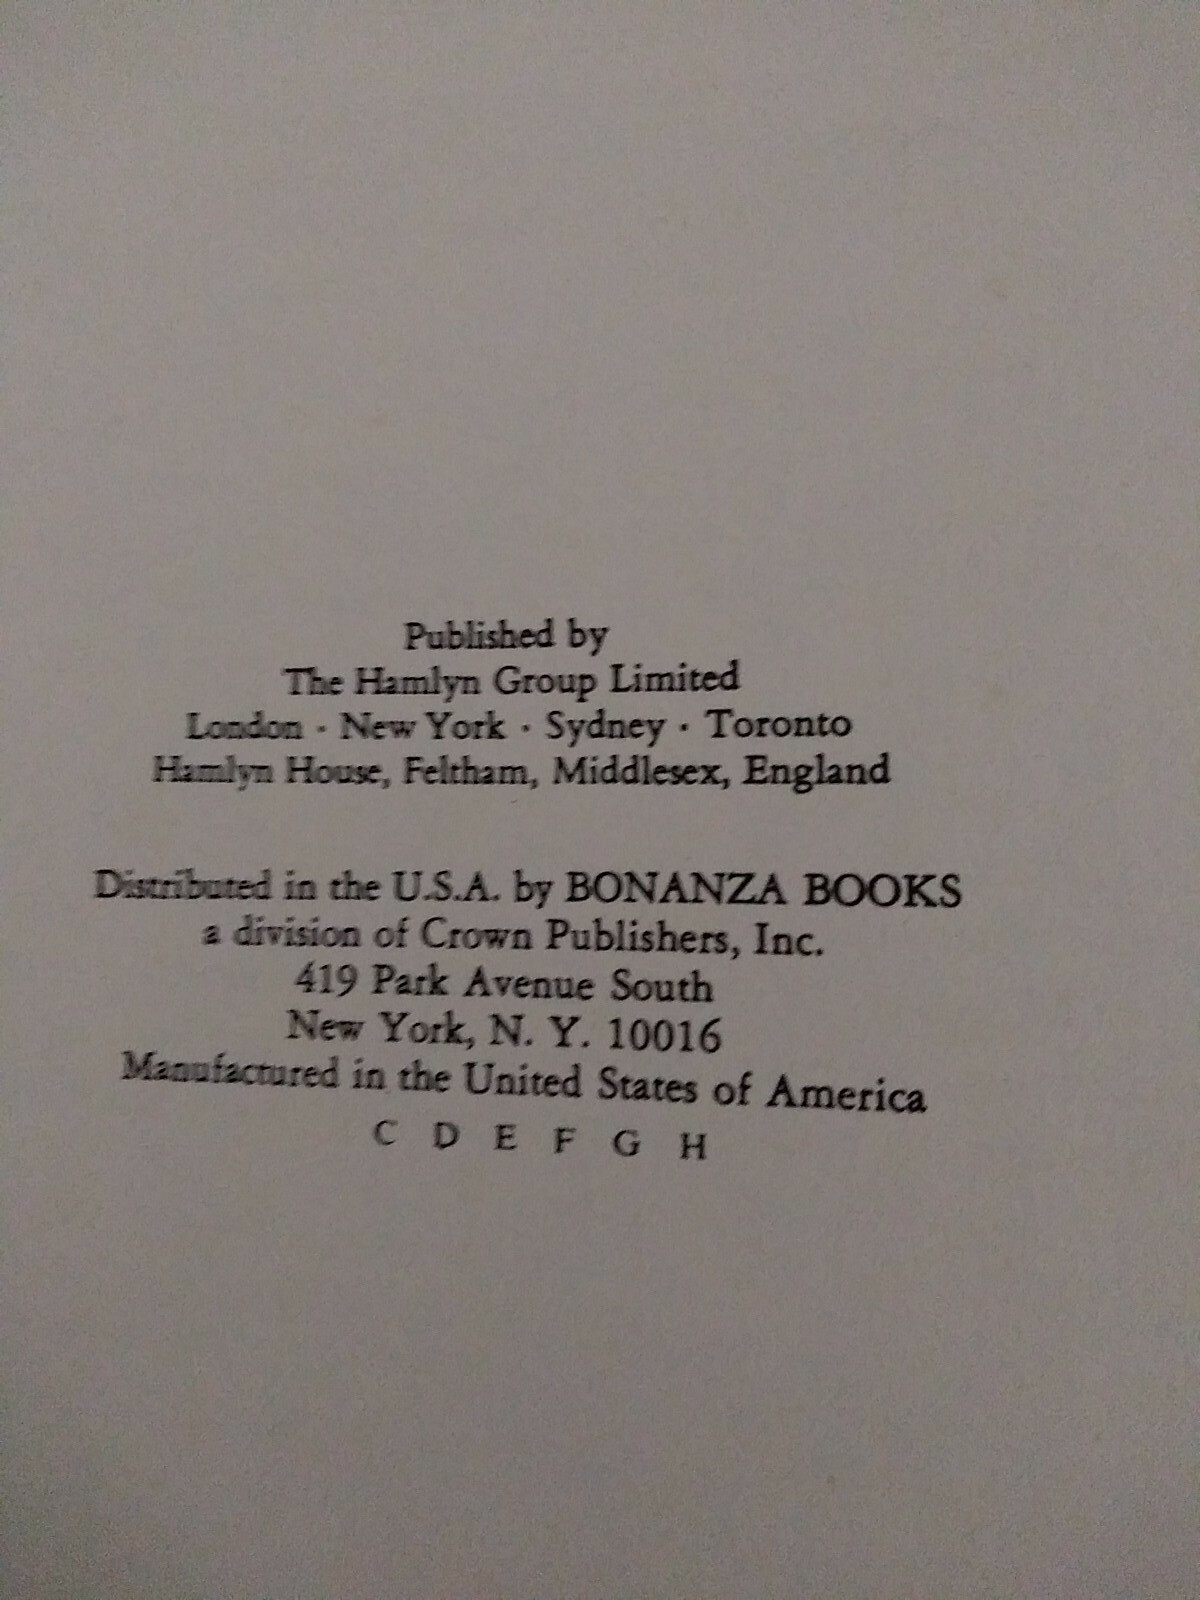 Published by
The Hamlyn Group Limited
London · New York · Sydney · Toronto
Hamlyn House, Feltham, Middlesex, England
Distributed in the U.S.A. by BONANZA BOOKS
a division of Crown Publishers, Inc.
419 Park Avenue South
New York, N. Y. 10016
Manufactured in the United States of America
C D E F G H